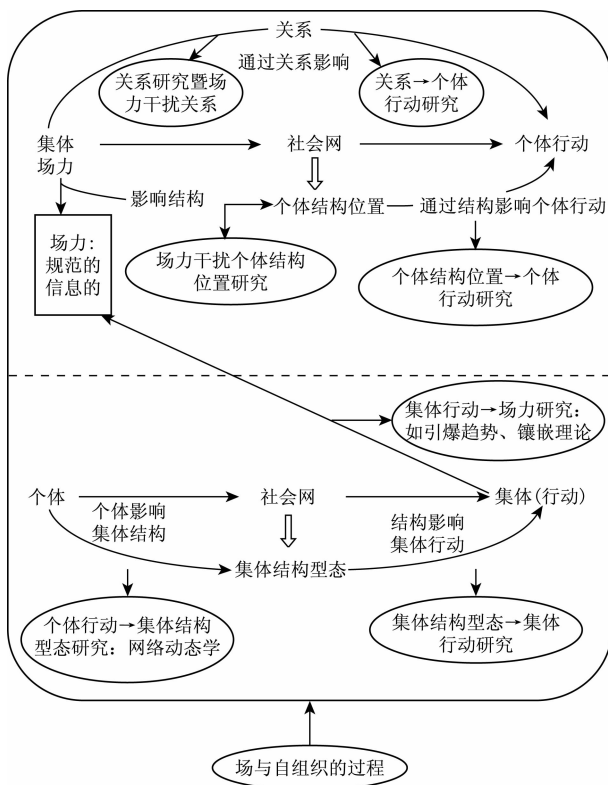 关系
通过关系影响
关系研究暨场
力干扰关系
关系→个体
行动研究
集体
场力
社会网
个体行动
影响结构
个体结构位置
通过结构影响个体行动
场力:
规范的
信息的
场力干扰个体结构
位置研究
个体结构位置→个体
行动研究
集体行动→场力研究:
如引爆趋势、镶嵌理论
个体
社会网
集体(行动)
个体影响
集体结构
结构影响
集体行动
集体结构型态
个体行动→集体结构
型态研究:网络动态学
集体结构型态→集体
行动研究
场与自组织的过程